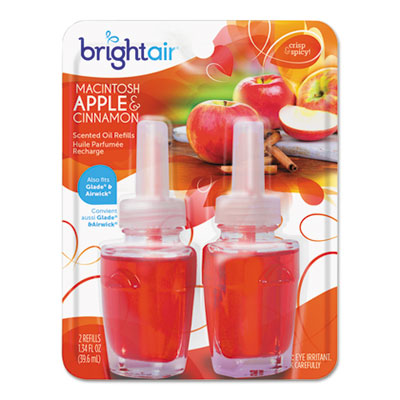 brightair
MACINTOSH
APPLE &
CINNAMON
Scented Oil Refills
Huile Parfumée
Recharge
crisp
& spicy!
Also fits
Glade® &
Airwick®
Convient
aussi Glade®
& Airwick®
2 REFILLS
1.34 FL OZ
(39.6 mL)
EYE IRRITANT.
CAREFULLY